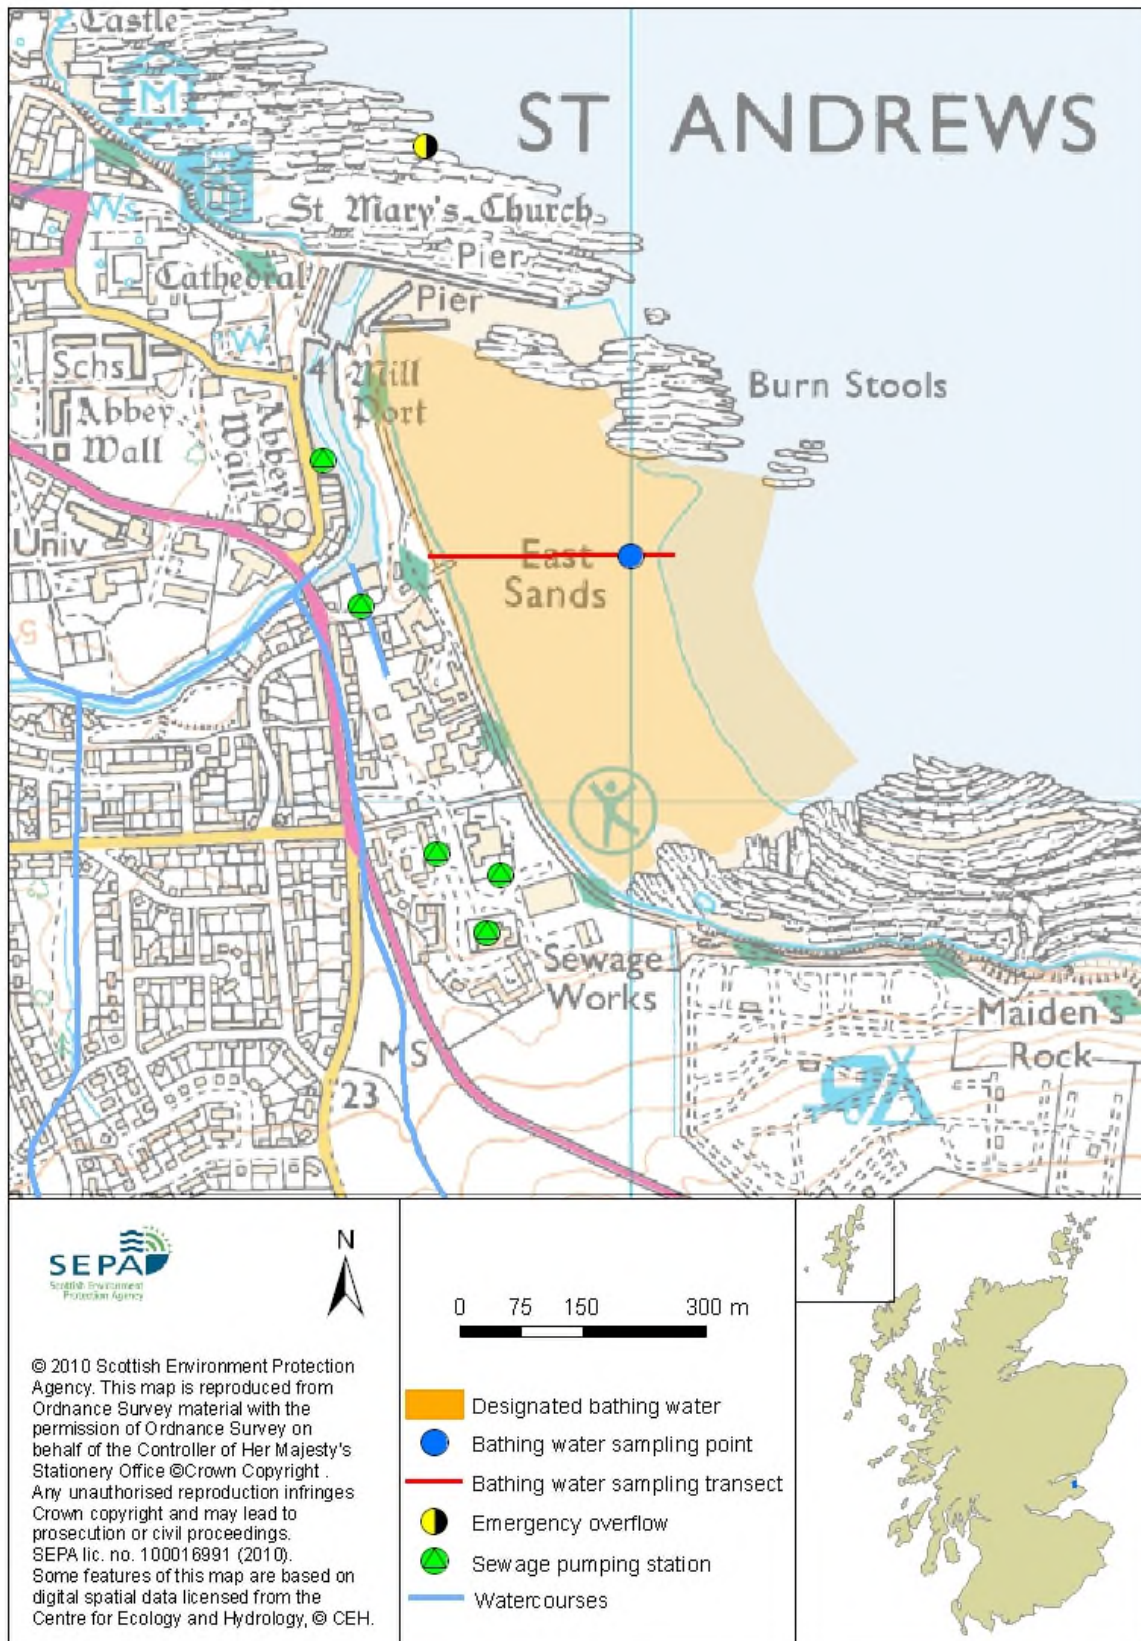 Castle
M
ST ANDREWS
Ws
St Mary's Church
Pier
Cathedral
Pier
W
Schs
4
Mill
Port
Burn Stools
Abbey
Wall
Abbey
Wall
Univ
East
Sands
5
Sewage
Works
Maiden's
Rock
MS
23
SEPA
Scottish Environment
Protection Agency
N
0 75 150 300 m
© 2010 Scottish Environment Protection
Agency. This map is reproduced from
Ordnance Survey material with the
permission of Ordnance Survey on
behalf of the Controller of Her Majesty's
Stationery Office ©Crown Copyright .
Any unauthorised reproduction infringes
Crown copyright and may lead to
prosecution or civil proceedings.
SEPA lic. no. 100016991 (2010).
Some features of this map are based on
digital spatial data licensed from the
Centre for Ecology and Hydrology, © CEH.
Designated bathing water
Bathing water sampling point
Bathing water sampling transect
Emergency overflow
Sewage pumping station
Watercourses